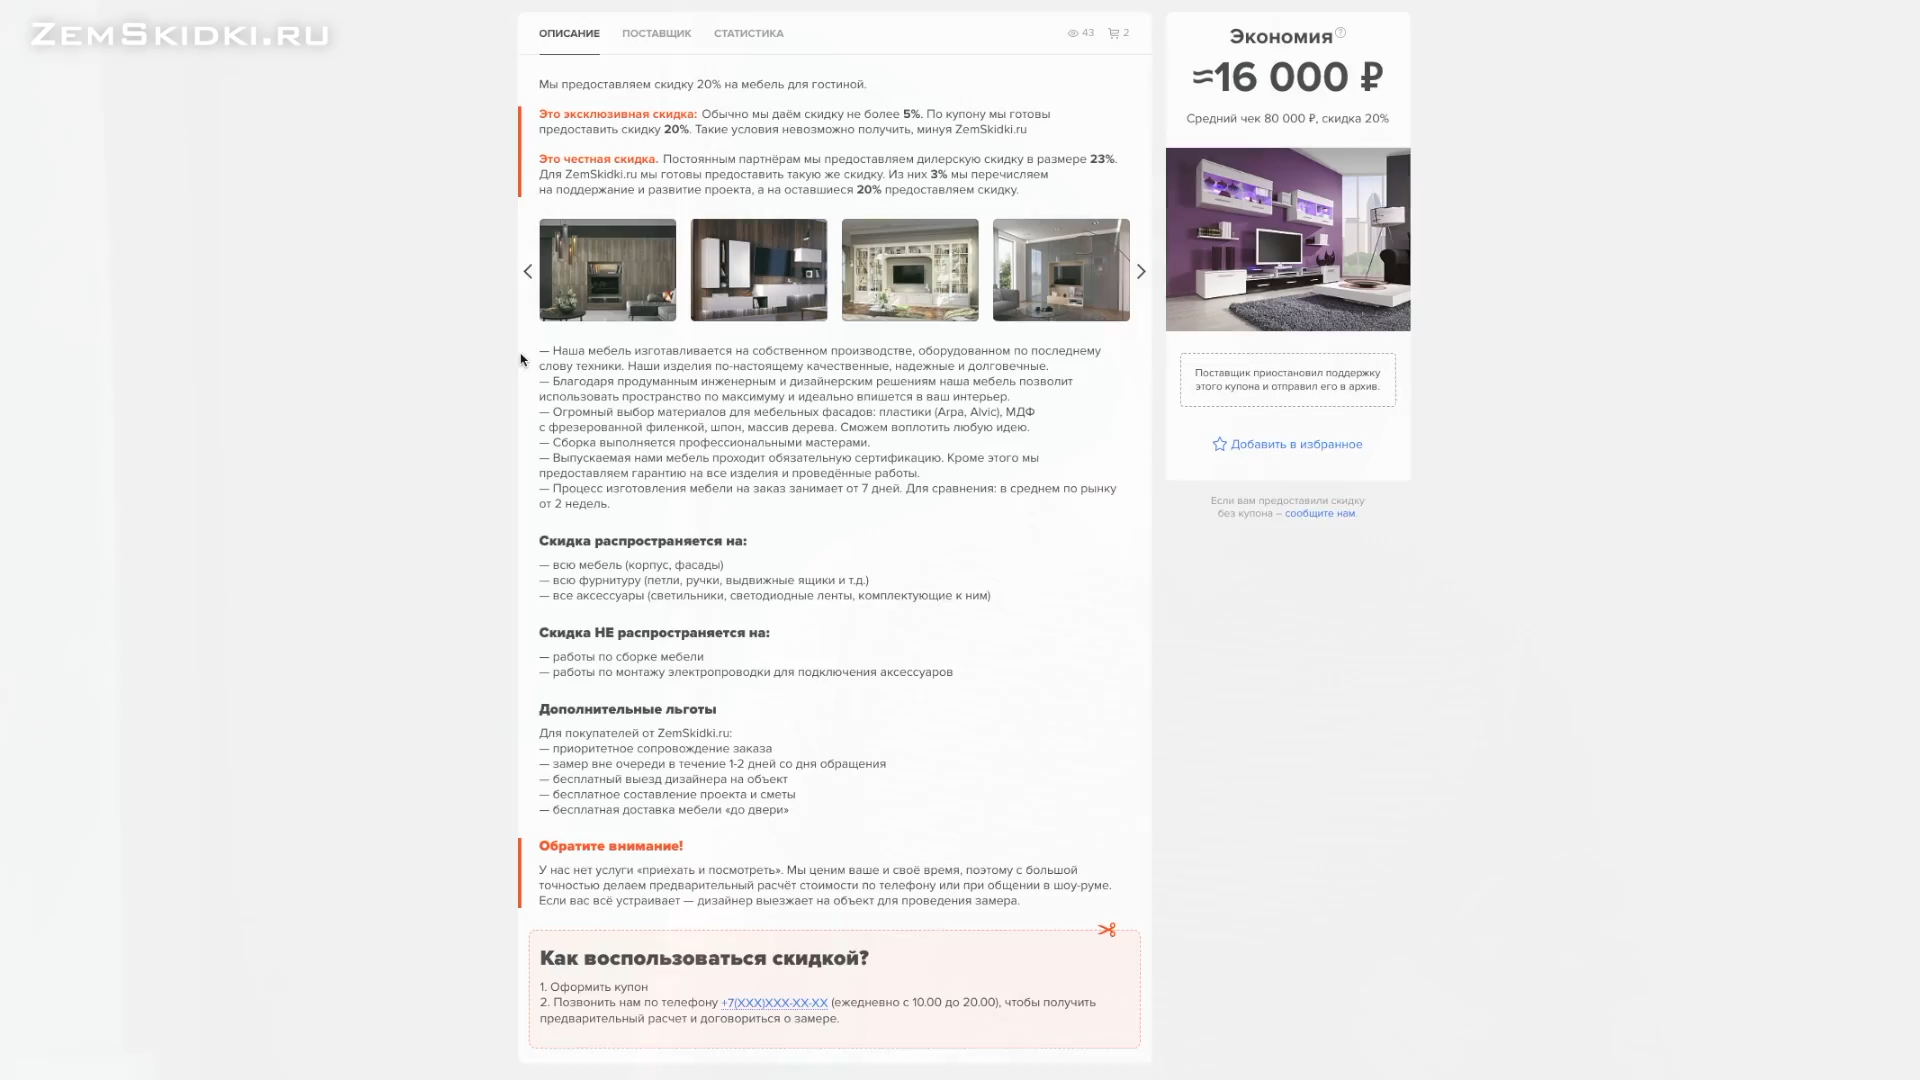 ZemSkidki.ru
ОПИСАНИЕ ПОСТАВЩИК СТАТИСТИКА 43 2
Мы предоставляем скидку 20% на мебель для гостиной.
Это эксклюзивная скидка: Обычно мы даём скидку не более 5%. По купону мы готовы
предоставить скидку 20%. Такие условия невозможно получить, минуя ZemSkidki.ru
Это честная скидка. Постоянным партнёрам мы предоставляем дилерскую скидку в размере 23%.
Для ZemSkidki.ru мы готовы предоставить такую же скидку. Из них 3% мы перечисляем
на поддержание и развитие проекта, а на оставшиеся 20% предоставляем скидку.
— Наша мебель изготавливается на собственном производстве, оборудованном по последнему
слову техники. Наши изделия по-настоящему качественные, надежные и долговечные.
— Благодаря продуманным инженерным и дизайнерским решениям наша мебель позволит
использовать пространство по максимуму и идеально впишется в ваш интерьер.
— Огромный выбор материалов для мебельных фасадов: пластики (Arpa, Alvic), МДФ
с фрезерованной филенкой, шпон, массив дерева. Сможем воплотить любую идею.
— Сборка выполняется профессиональными мастерами.
— Выпускаемая нами мебель проходит обязательную сертификацию. Кроме этого мы
предоставляем гарантию на все изделия и проведённые работы.
— Процесс изготовления мебели на заказ занимает от 7 дней. Для сравнения: в среднем по рынку
от 2 недель.
Скидка распространяется на:
— всю мебель (корпус, фасады)
— всю фурнитуру (петли, ручки, выдвижные ящики и т.д.)
— все аксессуары (светильники, светодиодные ленты, комплектующие к ним)
Скидка НЕ распространяется на:
— работы по сборке мебели
— работы по монтажу электропроводки для подключения аксессуаров
Дополнительные льготы
Для покупателей от ZemSkidki.ru:
— приоритетное сопровождение заказа
— замер вне очереди в течение 1-2 дней со дня обращения
— бесплатный выезд дизайнера на объект
— бесплатное составление проекта и сметы
— бесплатная доставка мебели «до двери»
Обратите внимание!
У нас нет услуги «приехать и посмотреть». Мы ценим ваше и своё время, поэтому с большой
точностью делаем предварительный расчёт стоимости по телефону или при общении в шоу-руме.
Если вас всё устраивает — дизайнер выезжает на объект для проведения замера.
Как воспользоваться скидкой?
1. Оформить купон
2. Позвонить нам по телефону +7(XXX)XXX-XX-XX (ежедневно с 10.00 до 20.00), чтобы получить
предварительный расчет и договориться о замере.
Экономия ?
≈16 000 ₽
Средний чек 80 000 ₽, скидка 20%
Поставщик приостановил поддержку
этого купона и отправил его в архив.
Добавить в избранное
Если вам предоставили скидку
без купона – сообщите нам.